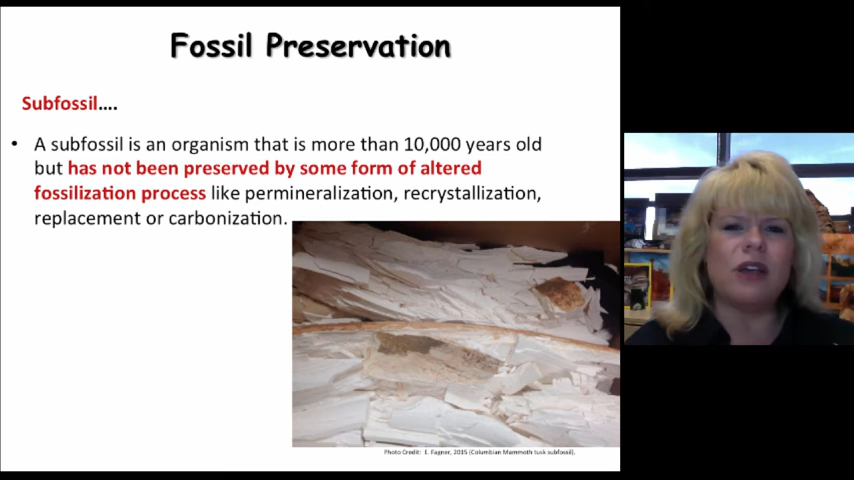 Fossil Preservation
Subfossil....
• A subfossil is an organism that is more than 10,000 years old
but has not been preserved by some form of altered
fossilization process like permineralization, recrystallization,
replacement or carbonization.
Photo Credit: E. Fagner, 2015 (Columbian Mammoth tusk subfossil).